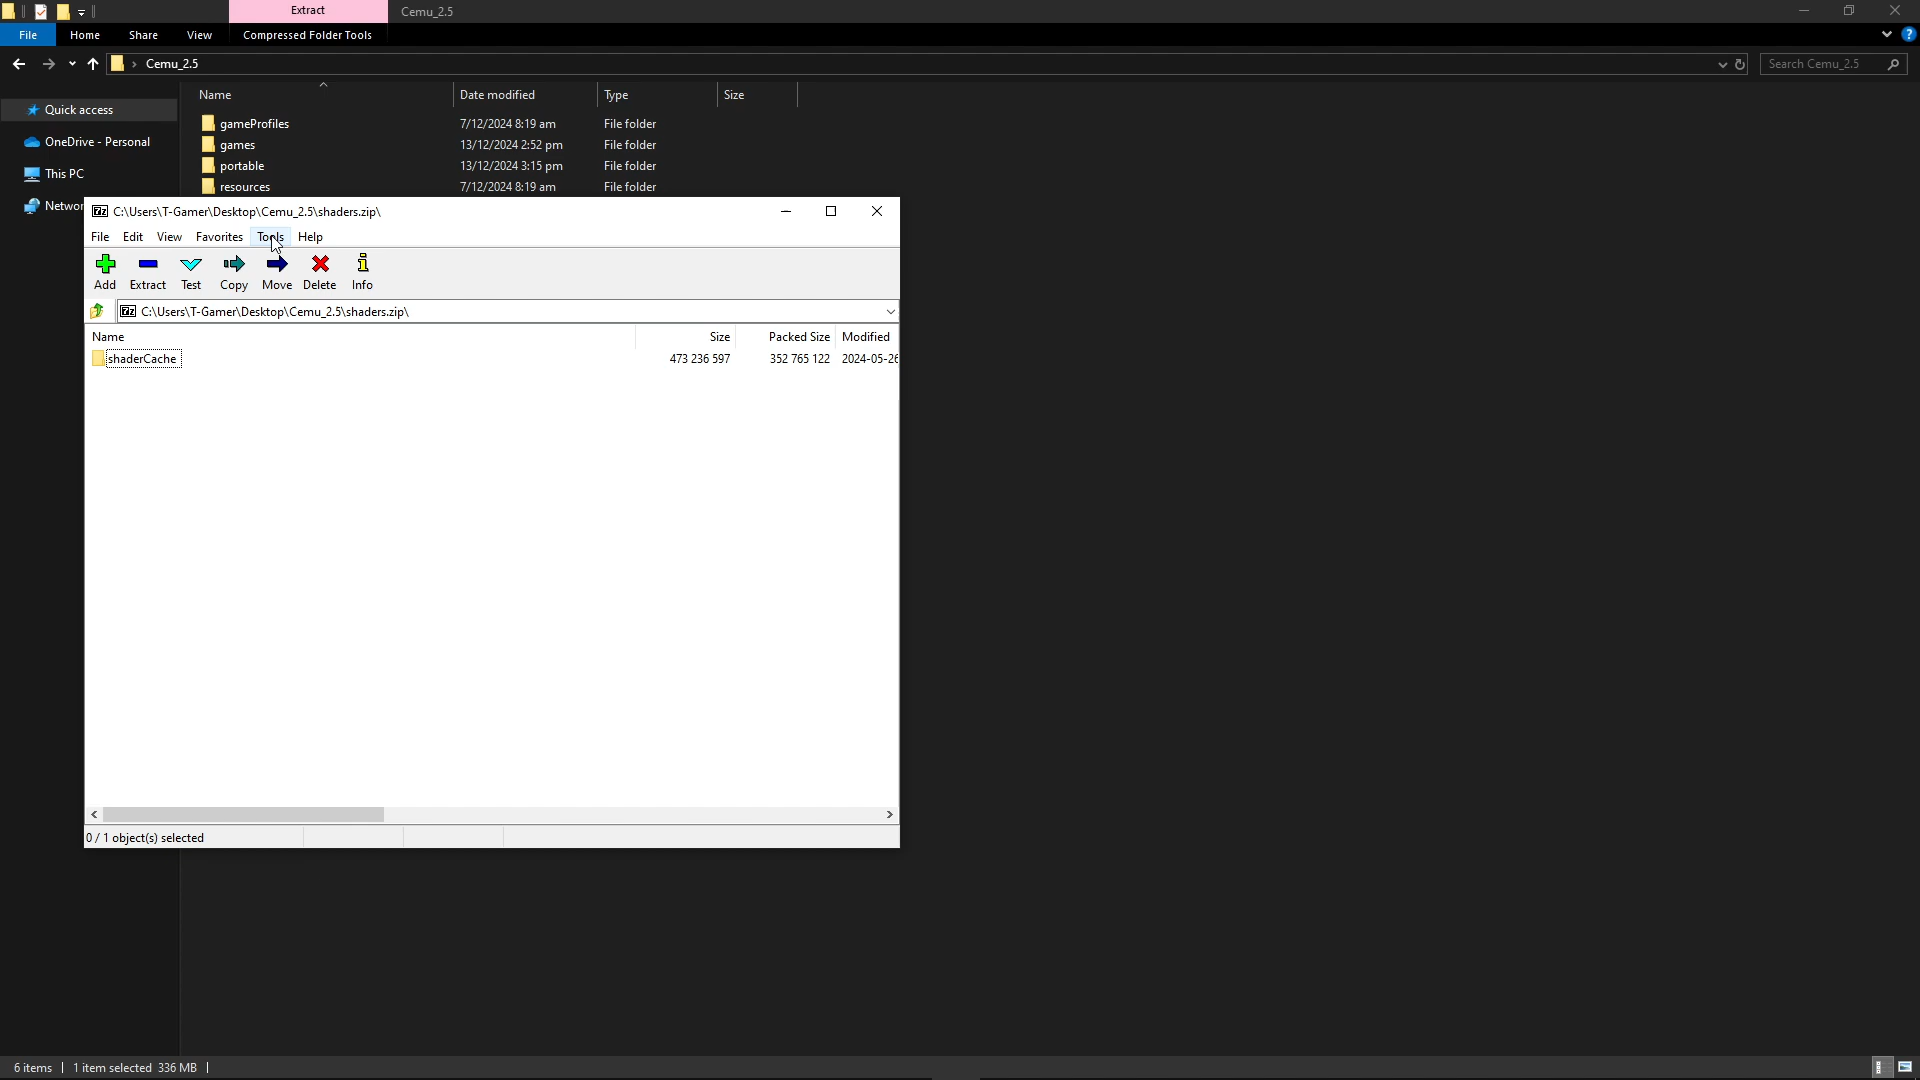 Extract
Cemu_2.5
File
Home
Share
View
Compressed Folder Tools
Cemu_2.5
Search Cemu_2.5
Name
Date modified
Type
Size
Quick access
OneDrive - Personal
This PC
Networ
gameProfiles 7/12/2024 8:19 am File folder
games 13/12/2024 2:52 pm File folder
portable 13/12/2024 3:15 pm File folder
resources 7/12/2024 8:19 am File folder
7z C:\Users\T-Gamer\Desktop\Cemu_2.5\shaders.zip\
File Edit View Favorites Tools Help
Add Extract Test Copy Move Delete Info
7z C:\Users\T-Gamer\Desktop\Cemu_2.5\shaders.zip\
Name Size Packed Size Modified
shaderCache 473 236 597 352 765 122 2024-05-26
0 / 1 object(s) selected
6 items 1 item selected 336 MB